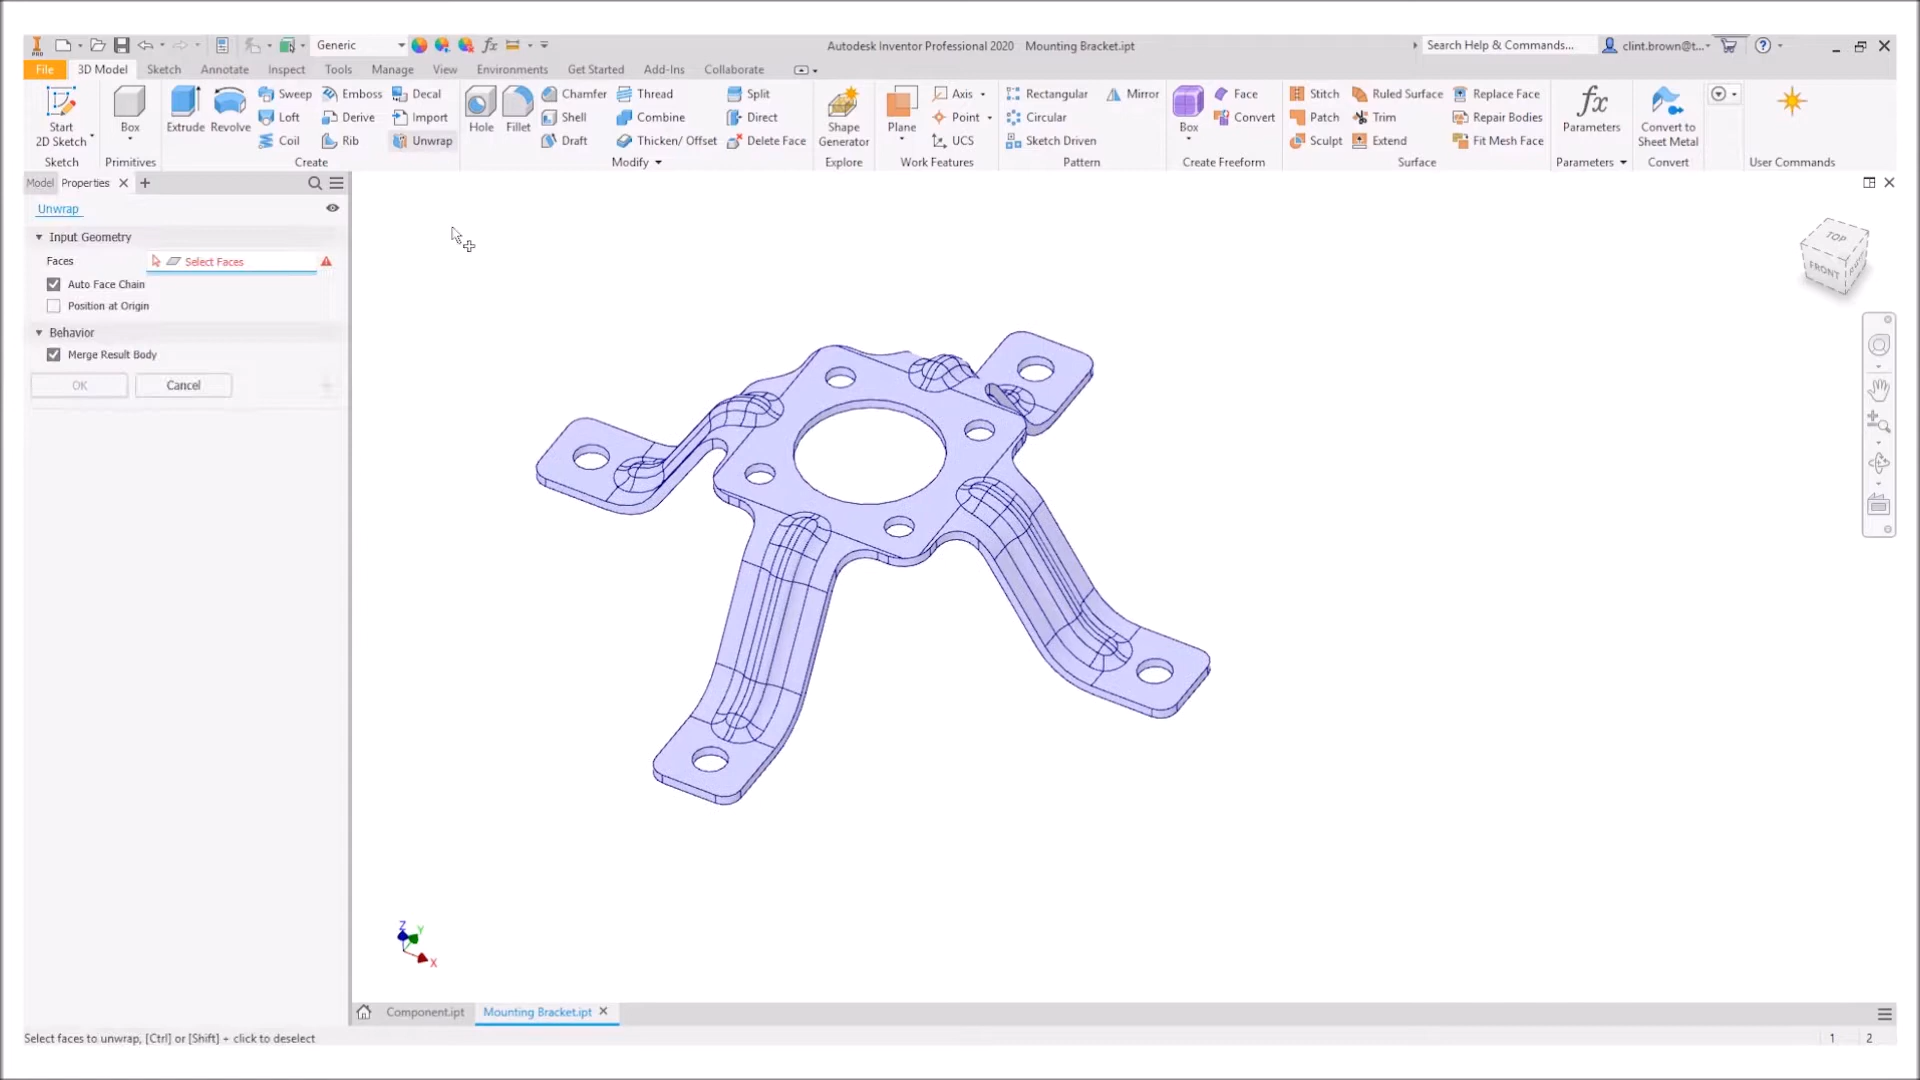 Generic
Autodesk Inventor Professional 2020 Mounting Bracket.ipt
Search Help & Commands...
clint.brown@t...
File 3D Model Sketch Annotate Inspect Tools Manage View Environments Get Started Add-Ins Collaborate
Start 2D Sketch
Sketch
Box
Primitives
Extrude
Revolve
Sweep
Loft
Coil
Emboss
Derive
Rib
Decal
Import
Unwrap
Create
Hole
Fillet
Chamfer
Shell
Draft
Thread
Combine
Thicken/ Offset
Split
Direct
Delete Face
Modify
Shape Generator
Explore
Plane
Axis
Point
UCS
Work Features
Rectangular
Circular
Sketch Driven
Mirror
Pattern
Box
Face
Convert
Create Freeform
Stitch
Patch
Sculpt
Ruled Surface
Trim
Extend
Replace Face
Repair Bodies
Fit Mesh Face
Surface
fx
Parameters
Parameters
Convert to Sheet Metal
Convert
User Commands
Model Properties
Unwrap
Input Geometry
Faces Select Faces
Auto Face Chain
Position at Origin
Behavior
Merge Result Body
OK Cancel
TOP
FRONT
Z
Y
X
Component.ipt Mounting Bracket.ipt
Select faces to unwrap, [Ctrl] or [Shift] + click to deselect
1 2